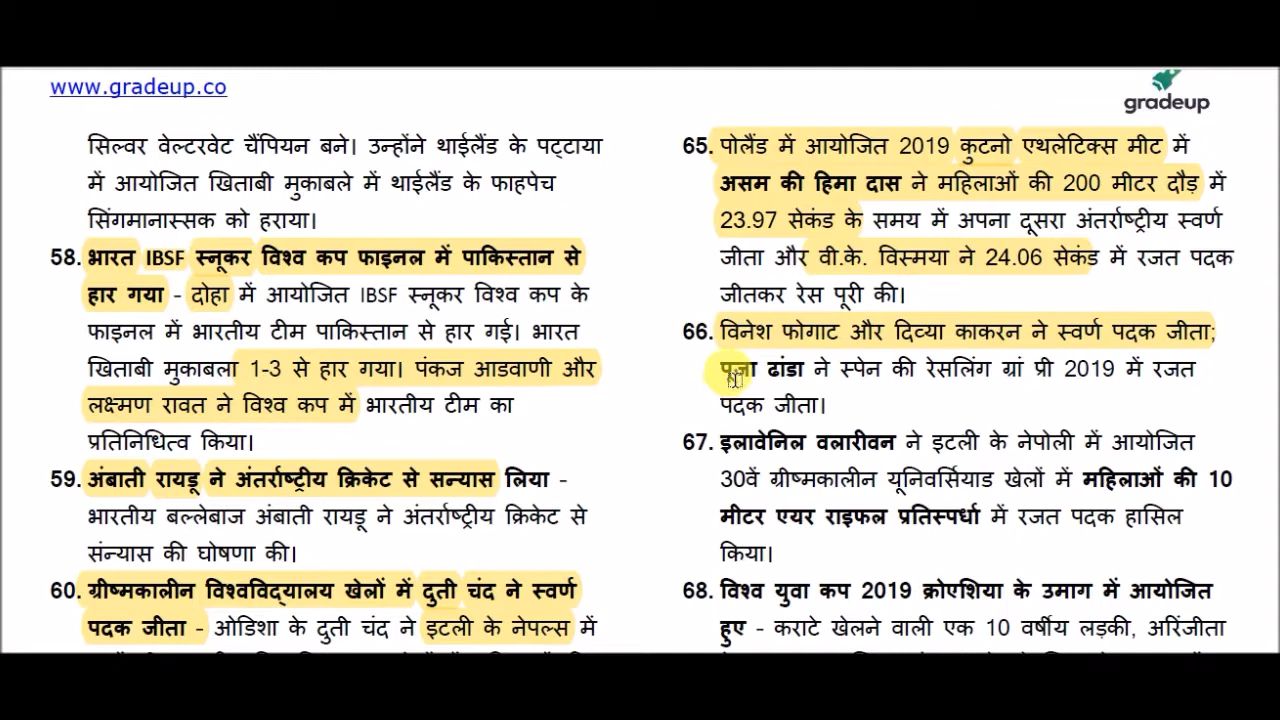 www.gradeup.co
gradeup
सिल्वर वेल्टरवेट चैंपियन बने। उन्होंने थाईलैंड के पट्टाया
में आयोजित खिताबी मुकाबले में थाईलैंड के फाहपेच
सिंगमानास्सक को हराया।
58. भारत IBSF स्नूकर विश्व कप फाइनल में पाकिस्तान से
हार गया – दोहा में आयोजित IBSF स्नूकर विश्व कप के
फाइनल में भारतीय टीम पाकिस्तान से हार गई। भारत
खिताबी मुकाबला 1-3 से हार गया। पंकज आडवाणी और
लक्ष्मण रावत ने विश्व कप में भारतीय टीम का
प्रतिनिधित्व किया।
59. अंबाती रायडू ने अंतर्राष्ट्रीय क्रिकेट से सन्यास लिया –
भारतीय बल्लेबाज अंबाती रायडू ने अंतर्राष्ट्रीय क्रिकेट से
संन्यास की घोषणा की।
60. ग्रीष्मकालीन विश्वविद्यालय खेलों में दुती चंद ने स्वर्ण
पदक जीता – ओडिशा के दुती चंद ने इटली के नेपल्स में
65. पोलैंड में आयोजित 2019 कुटनो एथलेटिक्स मीट में
असम की हिमा दास ने महिलाओं की 200 मीटर दौड़ में
23.97 सेकंड के समय में अपना दूसरा अंतर्राष्ट्रीय स्वर्ण
जीता और वी.के. विस्मया ने 24.06 सेकंड में रजत पदक
जीतकर रेस पूरी की।
66. विनेश फोगाट और दिव्या काकरन ने स्वर्ण पदक जीता;
पूजा ढांडा ने स्पेन की रेसलिंग ग्रां प्री 2019 में रजत
पदक जीता।
67. इलावेनिल वलारीवन ने इटली के नेपोली में आयोजित
30वें ग्रीष्मकालीन यूनिवर्सियाड खेलों में महिलाओं की 10
मीटर एयर राइफल प्रतिस्पर्धा में रजत पदक हासिल
किया।
68. विश्व युवा कप 2019 क्रोएशिया के उमाग में आयोजित
हुए – कराटे खेलने वाली एक 10 वर्षीय लड़की, अरिंजीता